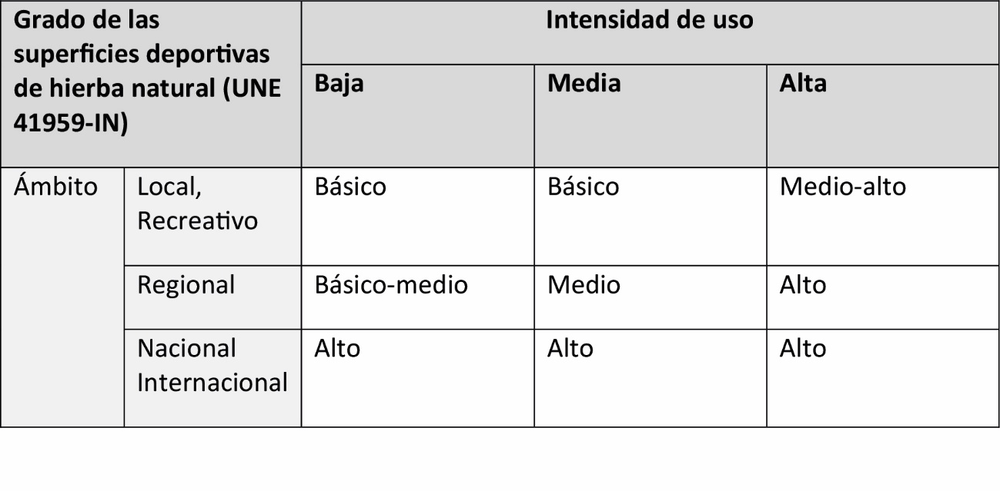 Grado de las
superficies deportivas
de hierba natural (UNE
41959-IN)
Intensidad de uso
Baja
Media
Alta
Ámbito
Local,
Recreativo
Básico
Básico
Medio-alto
Regional
Básico-medio
Medio
Alto
Nacional
Internacional
Alto
Alto
Alto